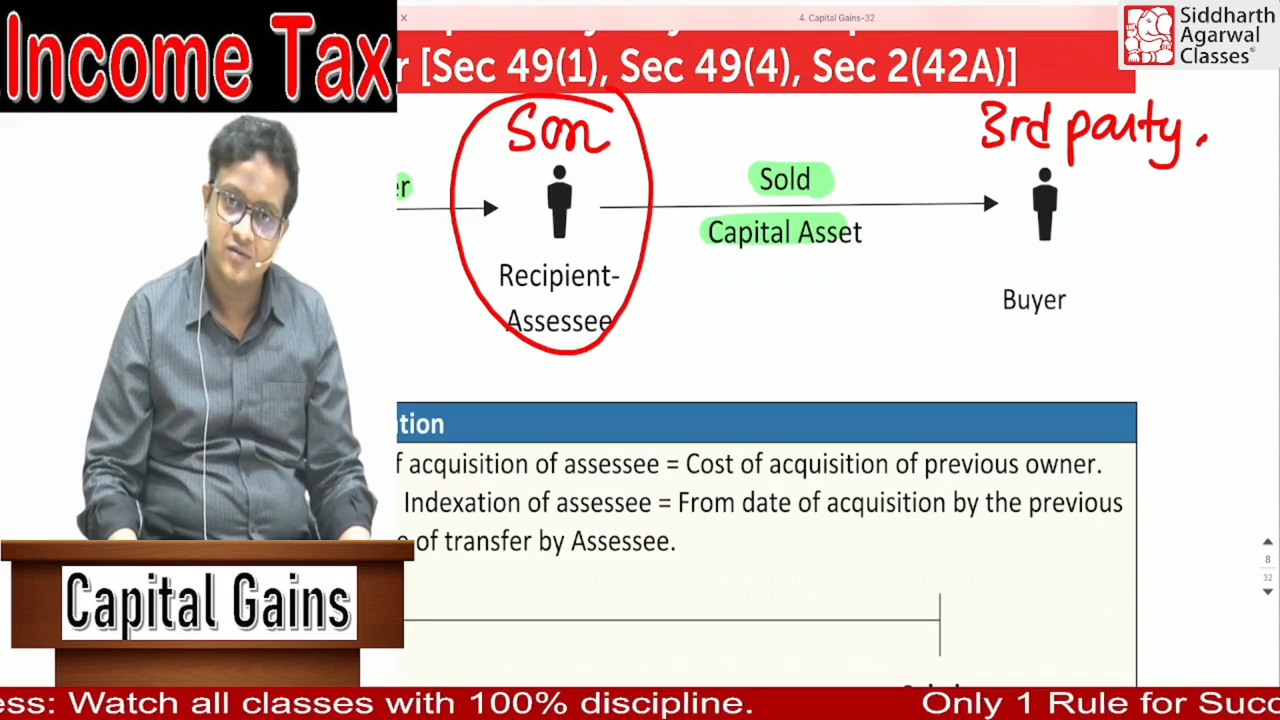 Income Tax
4. Capital Gains-32
Siddharth
Agarwal
Classes
r [Sec 49(1), Sec 49(4), Sec 2(42A)]
Son
3rd party.
er
Sold
Capital Asset
Recipient-
Assessee
Buyer
tion
f acquisition of assessee = Cost of acquisition of previous owner.
Indexation of assessee = From date of acquisition by the previous
e of transfer by Assessee.
8
32
Capital Gains
ess: Watch all classes with 100% discipline. Only 1 Rule for Succ